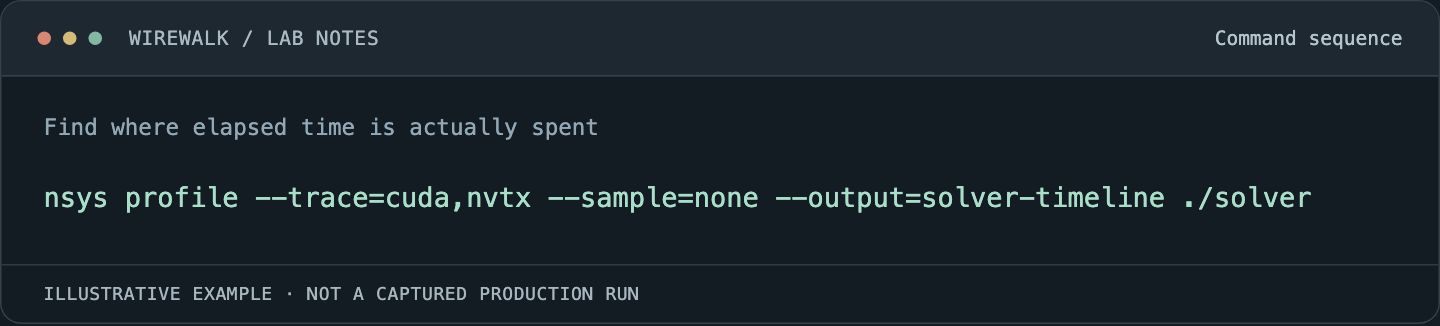 WIREWALK / LAB NOTES
Command sequence
Find where elapsed time is actually spent
nsys profile --trace=cuda,nvtx --sample=none --output=solver-timeline ./solver
ILLUSTRATIVE EXAMPLE · NOT A CAPTURED PRODUCTION RUN